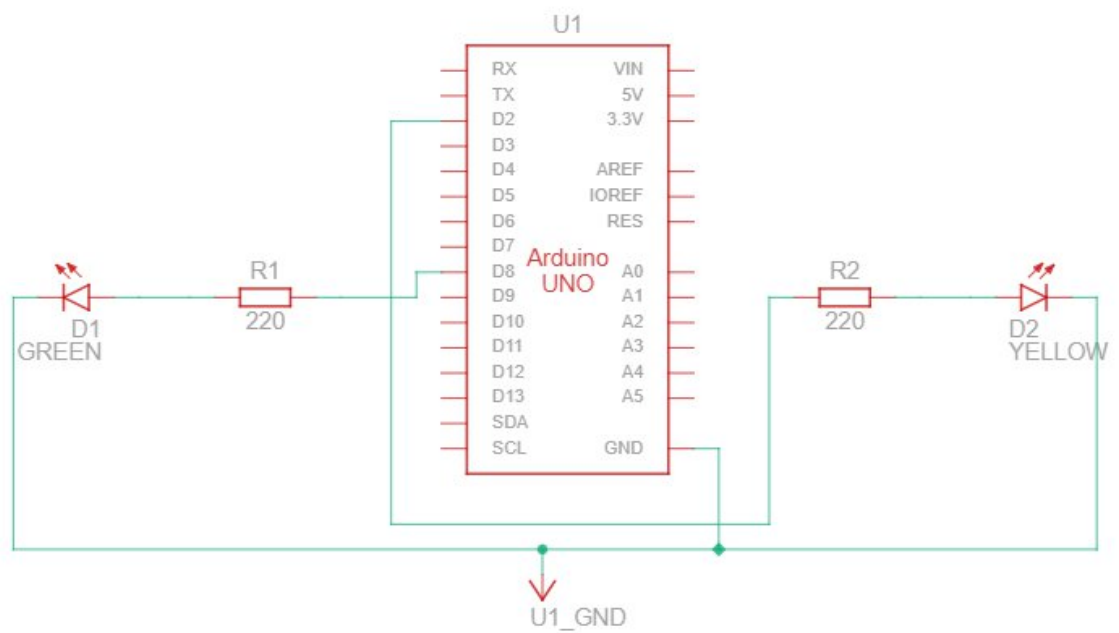 U1
RX VIN
TX 5V
D2 3.3V
D3
D4 AREF
D5 IOREF
D6 RES
D7
Arduino
UNO
D8 A0
D9 A1
D10 A2
D11 A3
D12 A4
D13 A5
SDA
SCL GND
R1
220
D1
GREEN
R2
220
D2
YELLOW
U1_GND